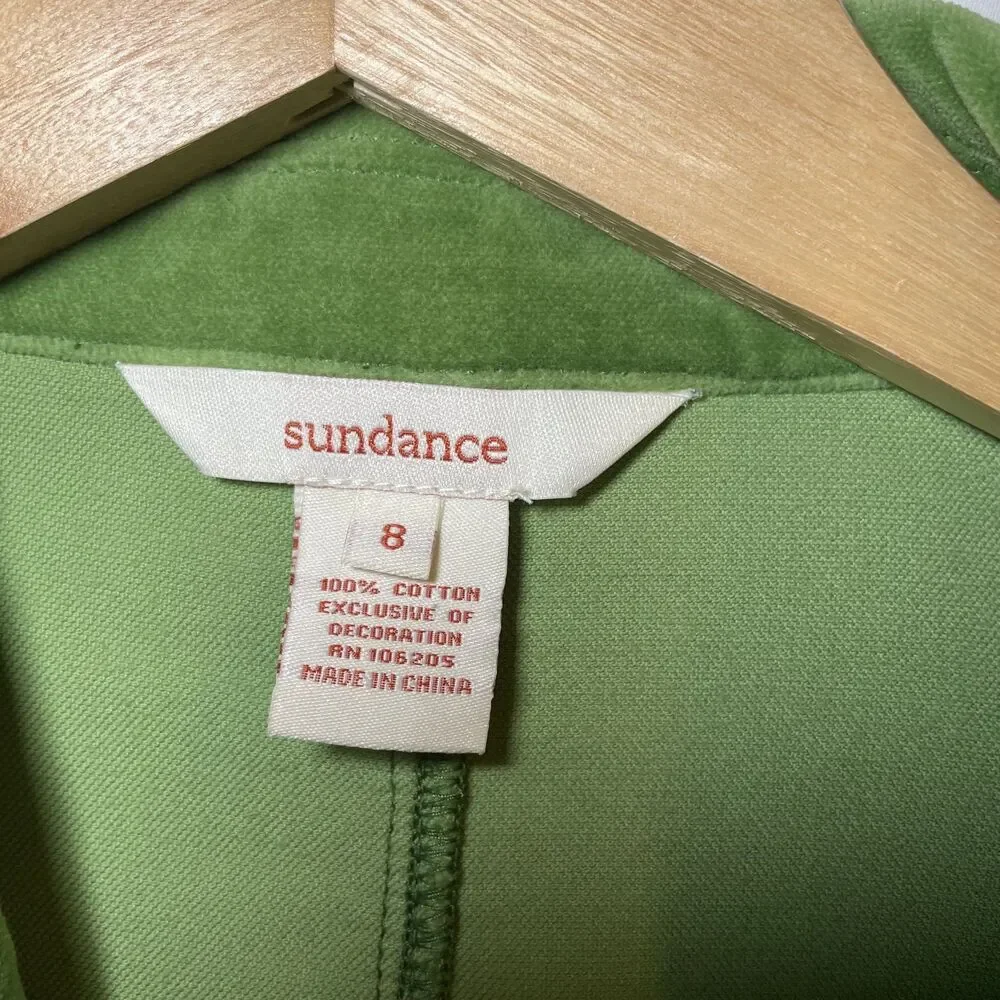 sundance
8
100% COTTON
EXCLUSIVE OF
DECORATION
RN 106205
MADE IN CHINA